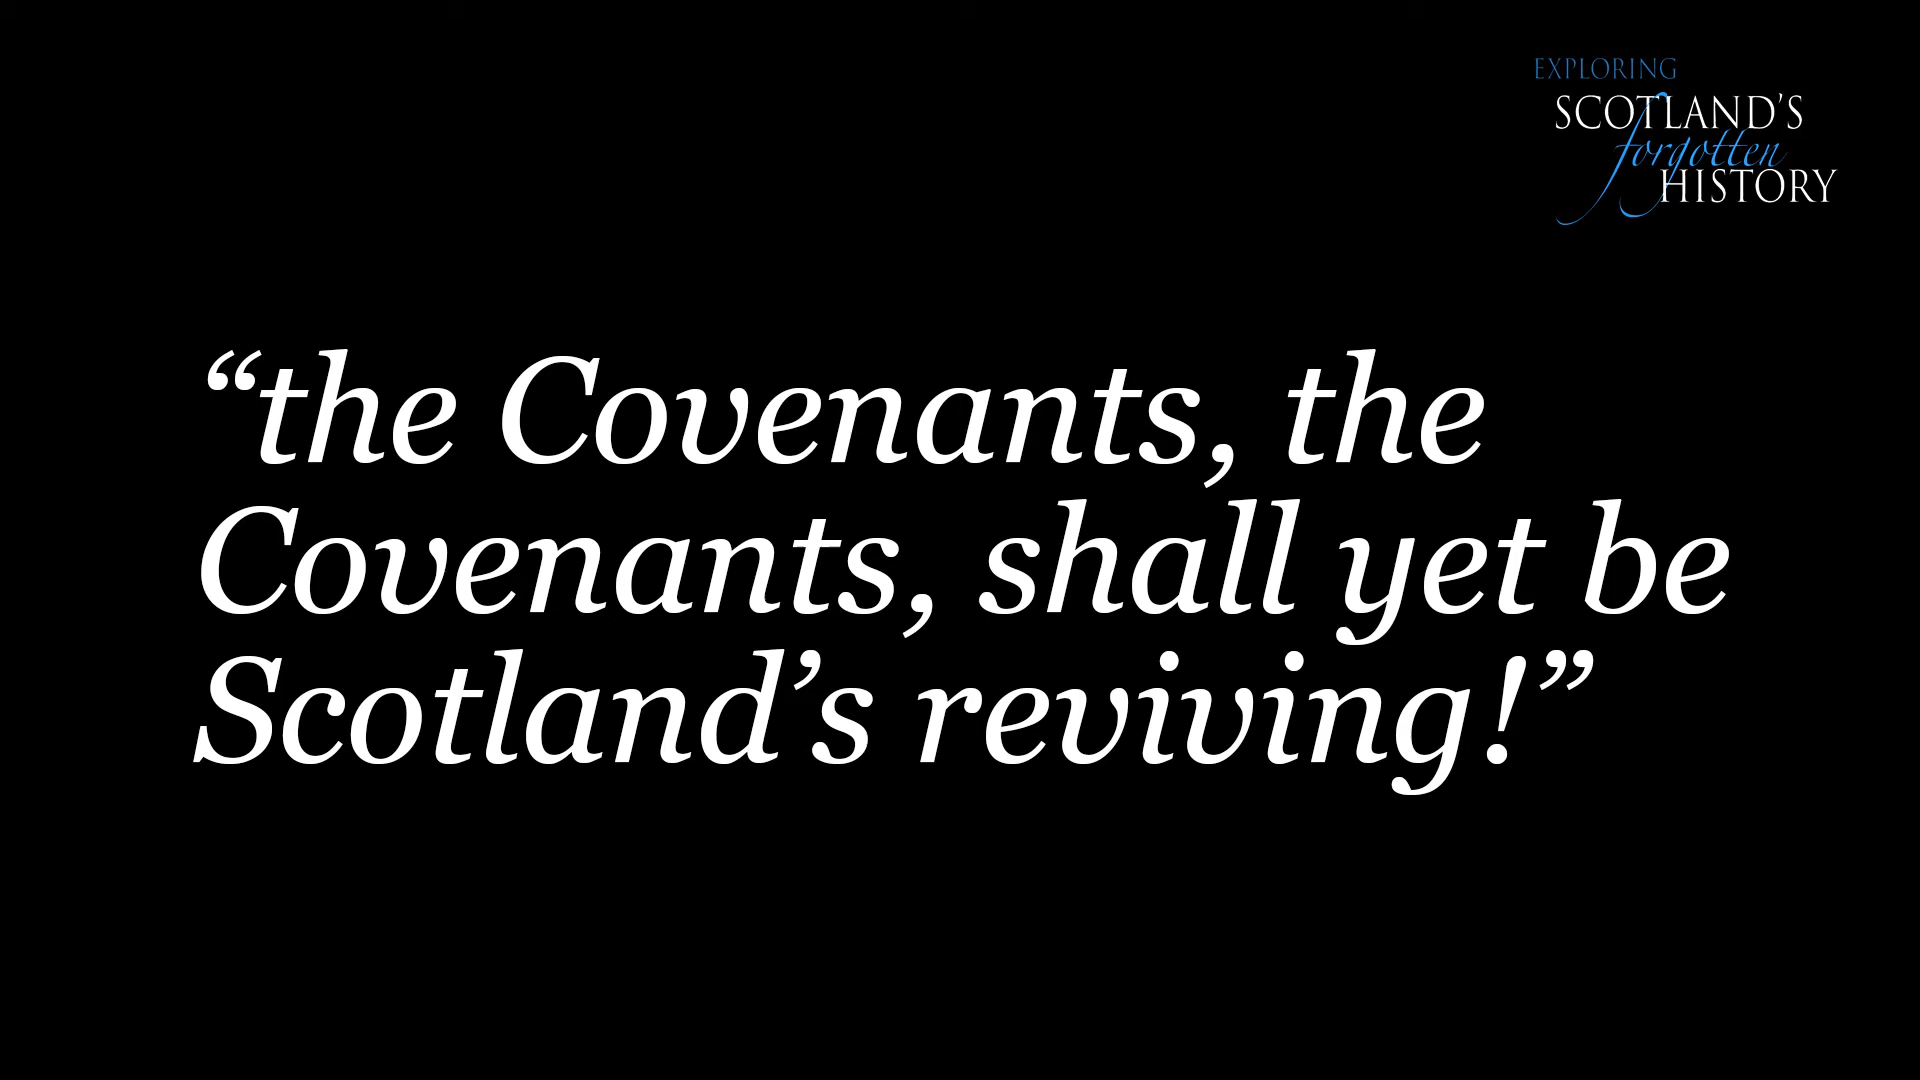 EXPLORING
SCOTLAND'S
forgotten
HISTORY
“the Covenants, the
Covenants, shall yet be
Scotland’s reviving!”